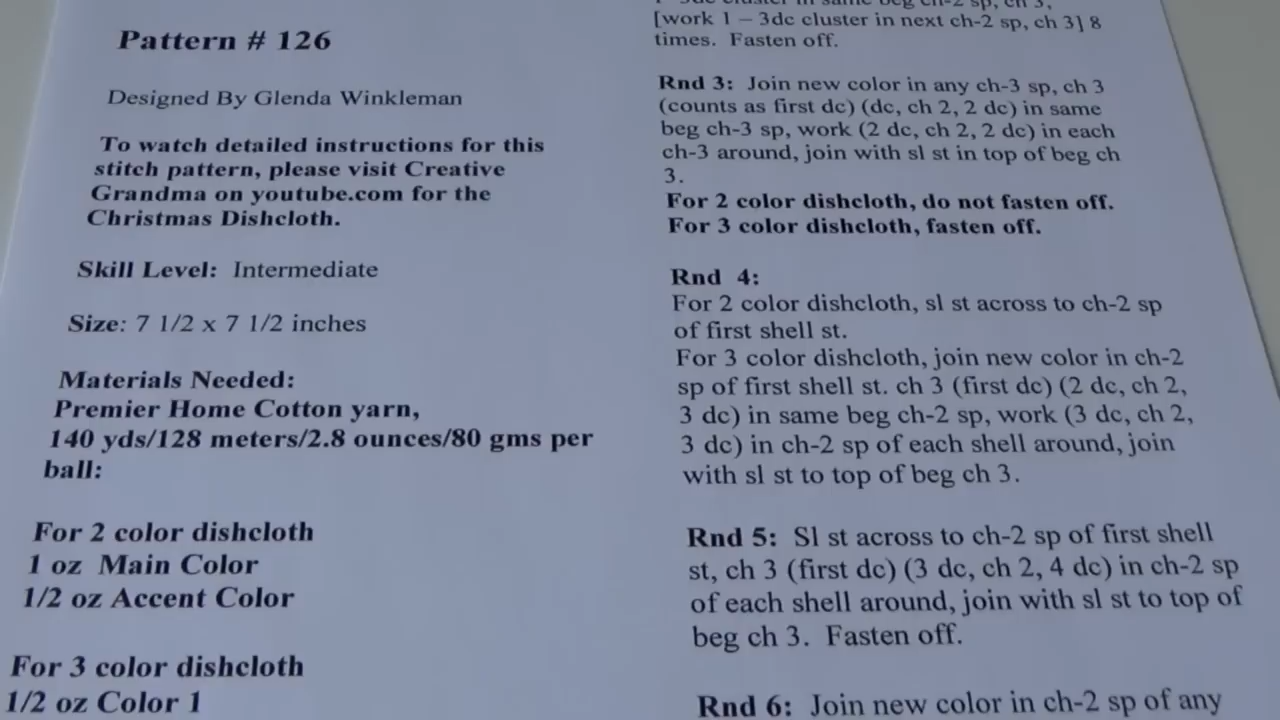 Pattern # 126
Designed By Glenda Winkleman
To watch detailed instructions for this
stitch pattern, please visit Creative
Grandma on youtube.com for the
Christmas Dishcloth.
Skill Level: Intermediate
Size: 7 1/2 x 7 1/2 inches
Materials Needed:
Premier Home Cotton yarn,
140 yds/128 meters/2.8 ounces/80 gms per
ball:
For 2 color dishcloth
1 oz Main Color
1/2 oz Accent Color
For 3 color dishcloth
1/2 oz Color 1
cluster in same beg ch-2 sp, ch 3,
[work 1 – 3dc cluster in next ch-2 sp, ch 3] 8
times. Fasten off.
Rnd 3: Join new color in any ch-3 sp, ch 3
(counts as first dc) (dc, ch 2, 2 dc) in same
beg ch-3 sp, work (2 dc, ch 2, 2 dc) in each
ch-3 around, join with sl st in top of beg ch
3.
For 2 color dishcloth, do not fasten off.
For 3 color dishcloth, fasten off.
Rnd 4:
For 2 color dishcloth, sl st across to ch-2 sp
of first shell st.
For 3 color dishcloth, join new color in ch-2
sp of first shell st. ch 3 (first dc) (2 dc, ch 2,
3 dc) in same beg ch-2 sp, work (3 dc, ch 2,
3 dc) in ch-2 sp of each shell around, join
with sl st to top of beg ch 3.
Rnd 5: Sl st across to ch-2 sp of first shell
st, ch 3 (first dc) (3 dc, ch 2, 4 dc) in ch-2 sp
of each shell around, join with sl st to top of
beg ch 3. Fasten off.
Rnd 6: Join new color in ch-2 sp of any